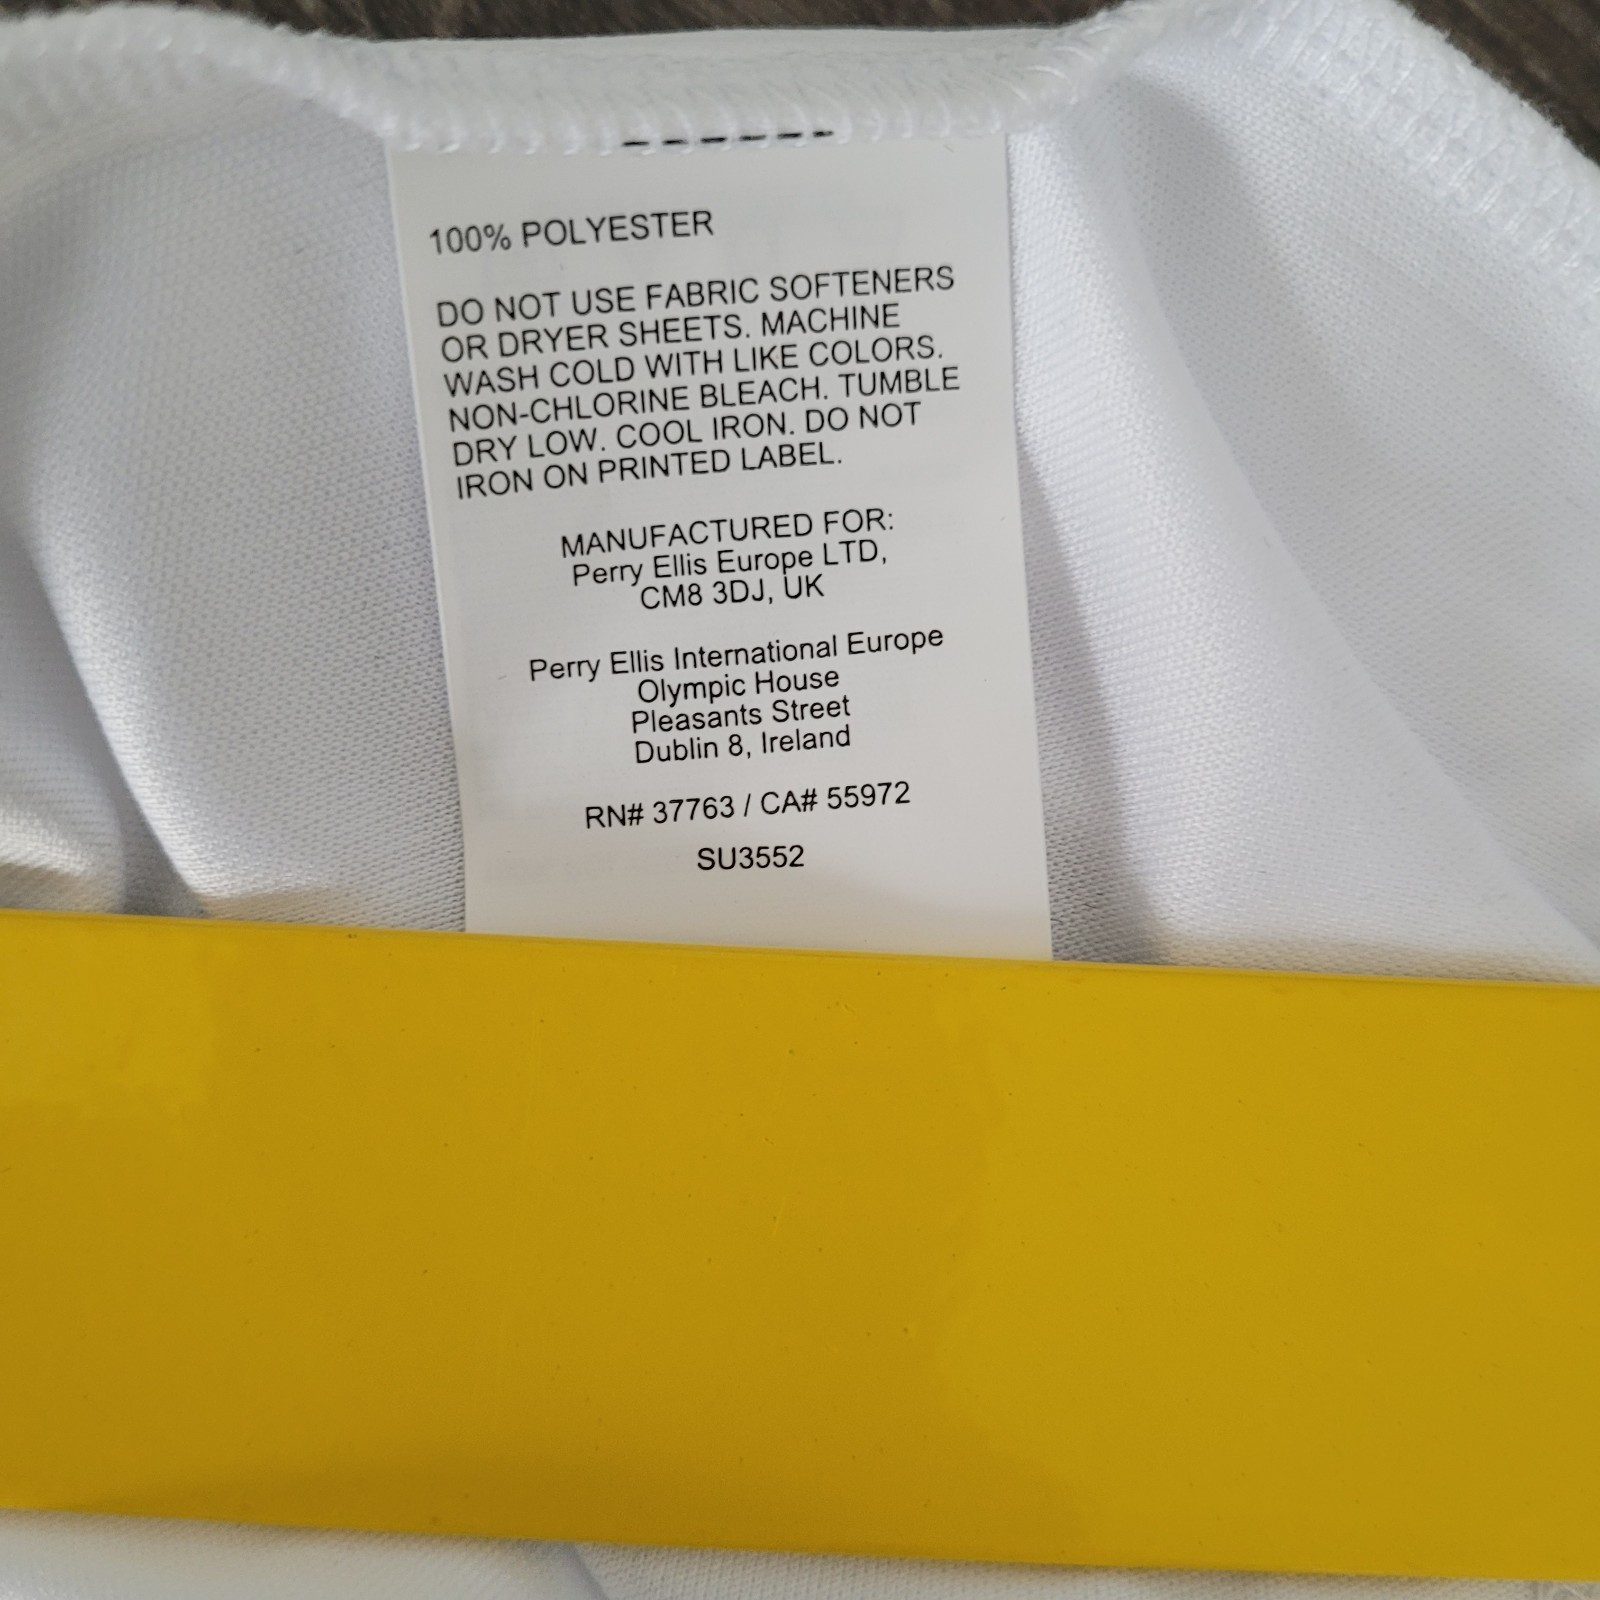 100% POLYESTER
DO NOT USE FABRIC SOFTENERS
OR DRYER SHEETS. MACHINE
WASH COLD WITH LIKE COLORS.
NON-CHLORINE BLEACH. TUMBLE
DRY LOW. COOL IRON. DO NOT
IRON ON PRINTED LABEL.
MANUFACTURED FOR:
Perry Ellis Europe LTD,
CM8 3DJ, UK
Perry Ellis International Europe
Olympic House
Pleasants Street
Dublin 8, Ireland
RN# 37763 / CA# 55972
SU3552